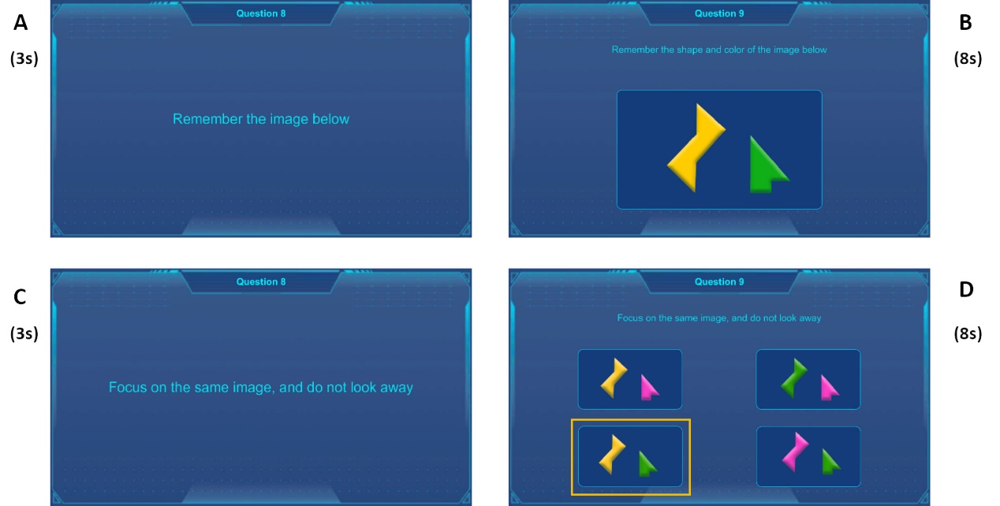 A
(3s)
Question 8
Remember the image below
Question 9
Remember the shape and color of the image below
B
(8s)
C
(3s)
Question 8
Focus on the same image, and do not look away
Question 9
Focus on the same image, and do not look away
D
(8s)